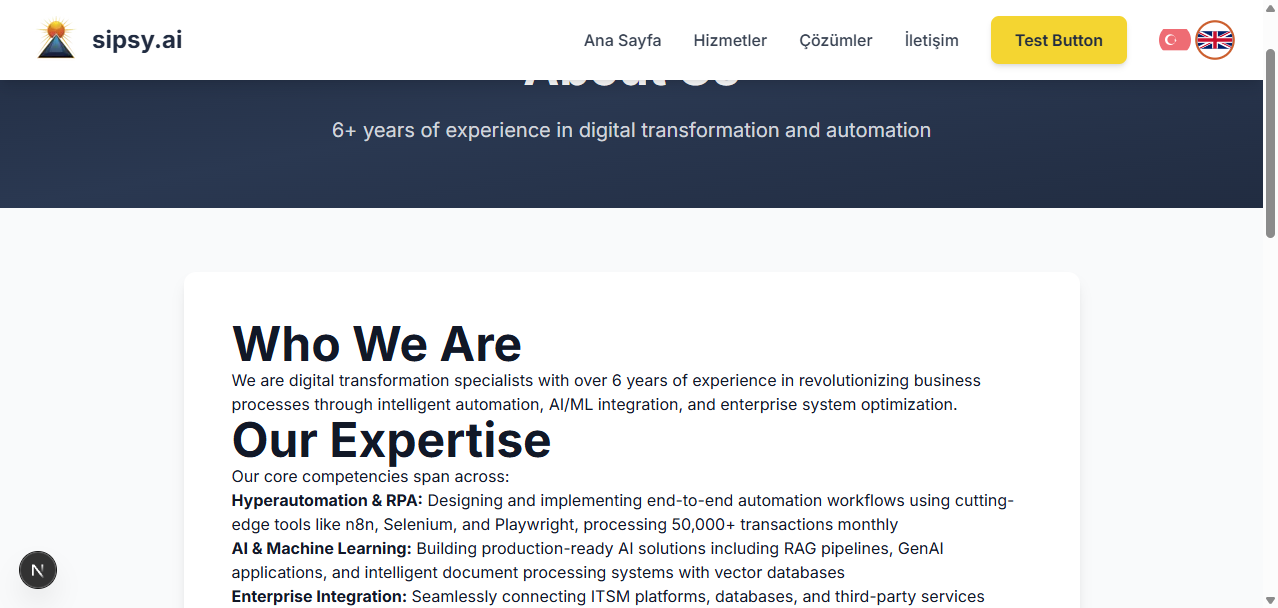 sipsy.ai
Ana Sayfa
Hizmetler
Çözümler
İletişim
Test Button
About Us
6+ years of experience in digital transformation and automation
Who We Are
We are digital transformation specialists with over 6 years of experience in revolutionizing business
processes through intelligent automation, AI/ML integration, and enterprise system optimization.
Our Expertise
Our core competencies span across:
Hyperautomation & RPA: Designing and implementing end-to-end automation workflows using cutting-
edge tools like n8n, Selenium, and Playwright, processing 50,000+ transactions monthly
AI & Machine Learning: Building production-ready AI solutions including RAG pipelines, GenAI
applications, and intelligent document processing systems with vector databases
Enterprise Integration: Seamlessly connecting ITSM platforms, databases, and third-party services
N